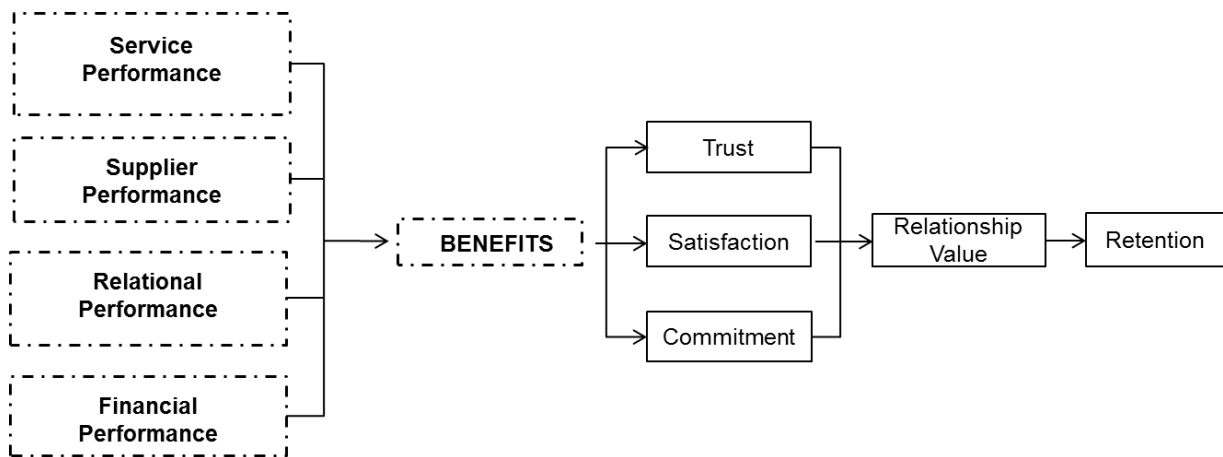 Service
Performance
Supplier
Performance
Relational
Performance
Financial
Performance
BENEFITS
Trust
Satisfaction
Commitment
Relationship
Value
Retention